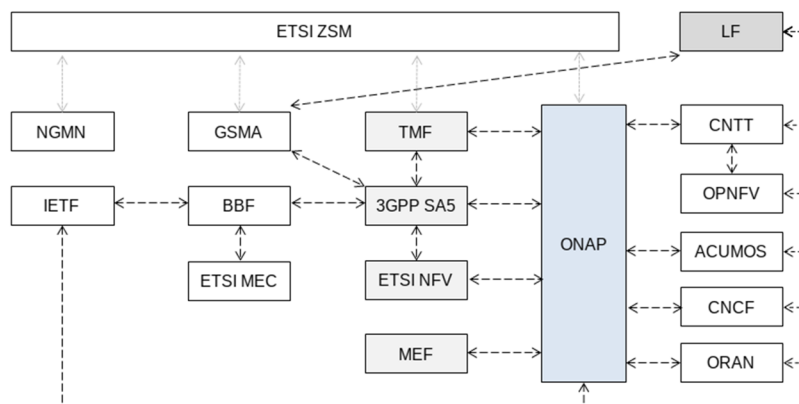 ETSI ZSM
LF
NGMN
GSMA
TMF
CNTT
IETF
BBF
3GPP SA5
OPNFV
ONAP
ETSI MEC
ETSI NFV
ACUMOS
CNCF
MEF
ORAN